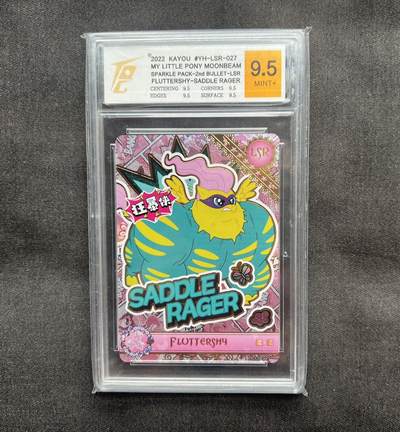 2022 KAYOU #YH-LSR-027
MY LITTLE PONY MOONBEAM
SPARKLE PACK-2nd BULLET-LSR
FLUTTERSHY-SADDLE RAGER
CENTERING 9.5 CORNERS 9.5
EDGES 9.5 SURFACE 9.5
9.5
MINT+
LSR
狂暴侠
SADDLE
RAGER
FLUTTERSHY